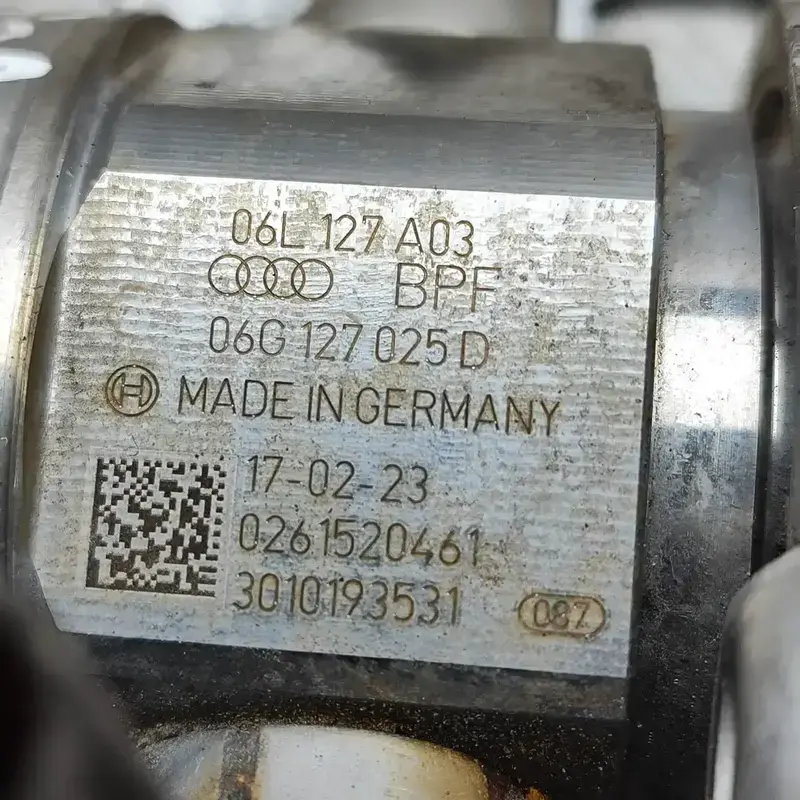 06L 127 A03
BPF
06G 127 025 D
MADE IN GERMANY
17-02-23
0261520461
3010193531
087